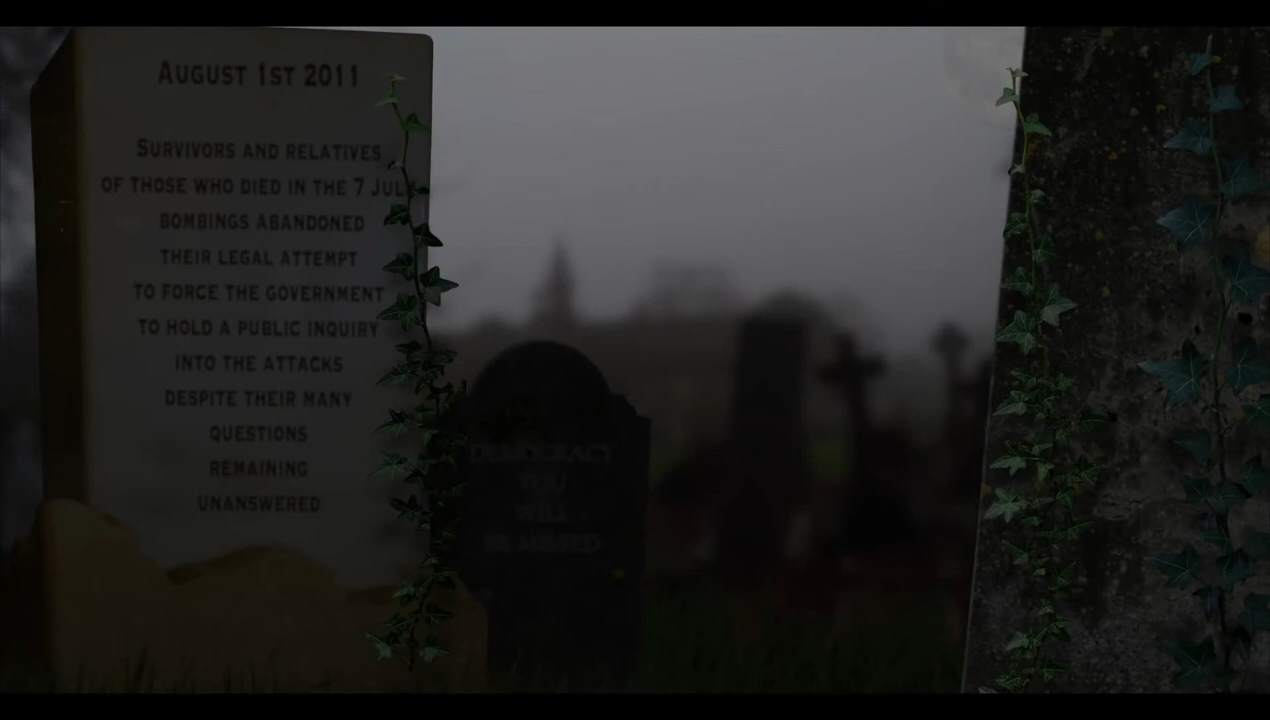 August 1st 2011
Survivors and relatives
of those who died in the 7 Jul
bombings abandoned
their legal attempt
to force the government
to hold a public inquiry
into the attacks
despite their many
questions
remaining
unanswered
DEMOCRACY
YOU
WILL
BE MISSED